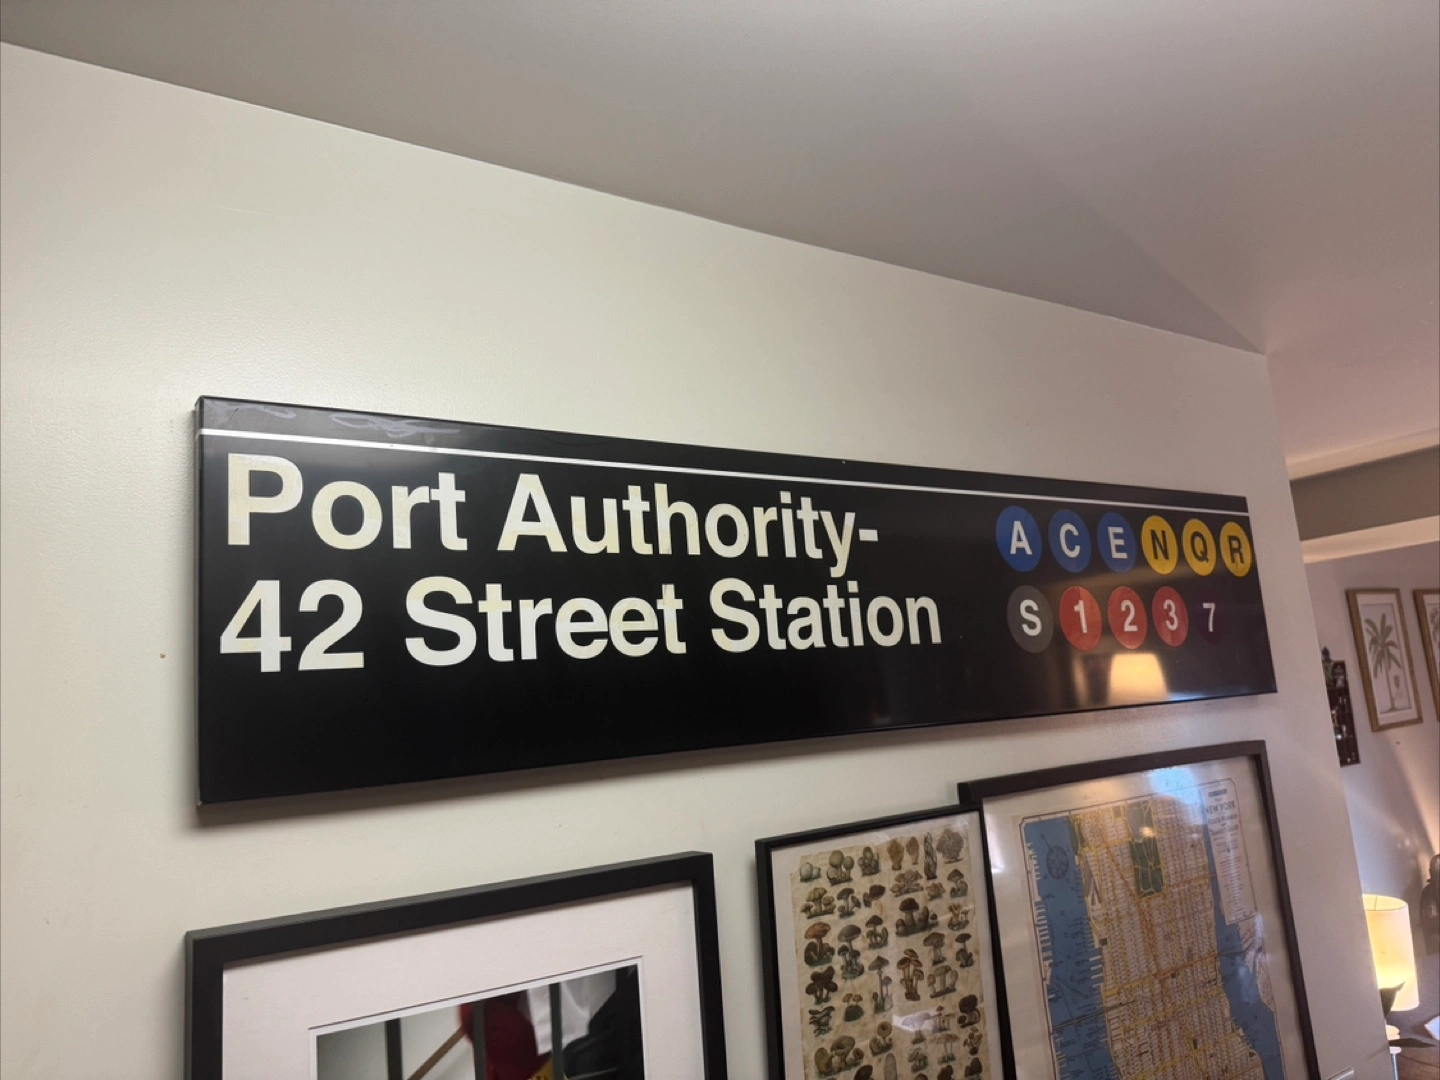 Port Authority-
42 Street Station
A C E N Q R
S 1 2 3 7